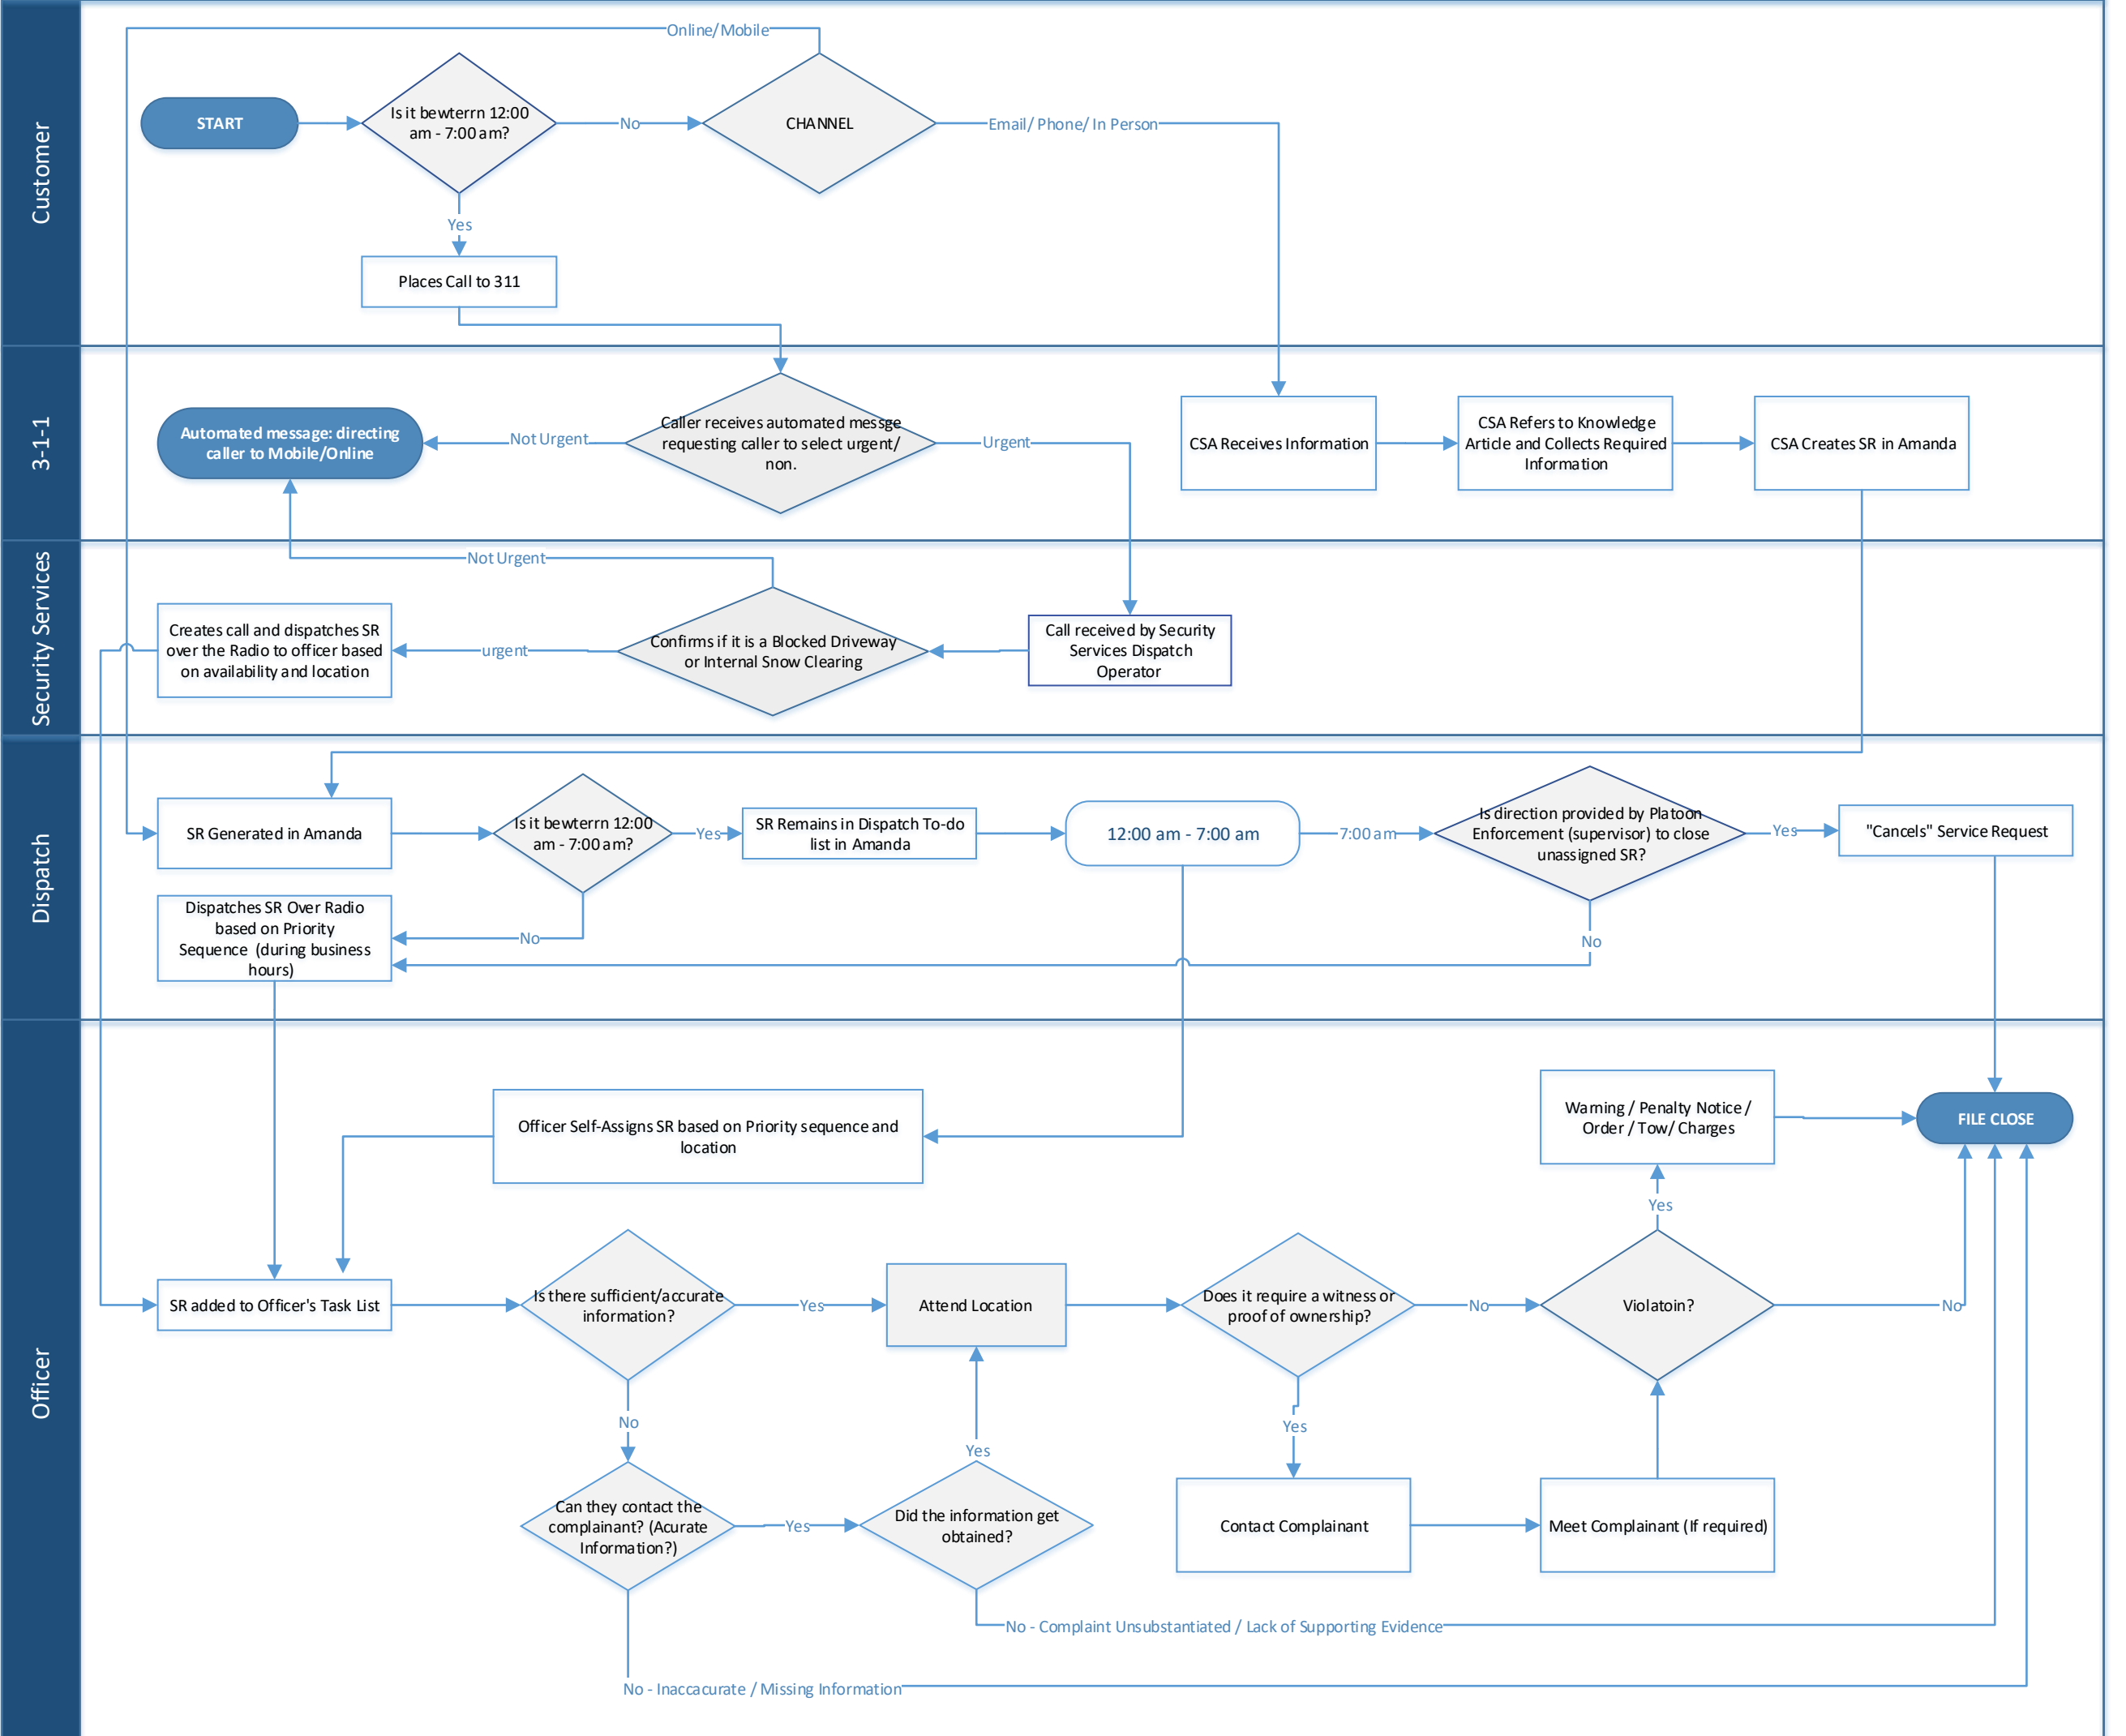 Customer
Online/Mobile
START
Is it bewterrn 12:00
am - 7:00 am?
No
CHANNEL
Email/ Phone/ In Person
Yes
Places Call to 311
3-1-1
Automated message: directing
caller to Mobile/Online
Not Urgent
Caller receives automated messge
requesting caller to select urgent/
non.
Urgent
CSA Receives Information
CSA Refers to Knowledge
Article and Collects Required
Information
CSA Creates SR in Amanda
Security Services
Not Urgent
Creates call and dispatches SR
over the Radio to officer based
on availability and location
urgent
Confirms if it is a Blocked Driveway
or Internal Snow Clearing
Call received by Security
Services Dispatch
Operator
Dispatch
SR Generated in Amanda
Is it bewterrn 12:00
am - 7:00 am?
Yes
SR Remains in Dispatch To-do
list in Amanda
12:00 am - 7:00 am
7:00 am
Is direction provided by Platoon
Enforcement (supervisor) to close
unassigned SR?
Yes
"Cancels" Service Request
Dispatches SR Over Radio
based on Priority
Sequence (during business
hours)
No
No
Officer
Officer Self-Assigns SR based on Priority sequence and
location
Warning / Penalty Notice /
Order / Tow/ Charges
FILE CLOSE
Yes
SR added to Officer's Task List
Is there sufficient/accurate
information?
Yes
Attend Location
Does it require a witness or
proof of ownership?
No
Violatoin?
No
No
Yes
Yes
Can they contact the
complainant? (Acurate
Information?)
Yes
Did the information get
obtained?
Contact Complainant
Meet Complainant (If required)
No - Complaint Unsubstantiated / Lack of Supporting Evidence
No - Inaccacurate / Missing Information